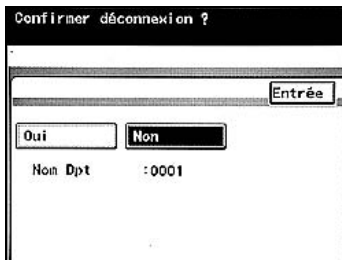 Confirmer déconnexion ?
Entrée
Oui Non
Nom Dpt :0001